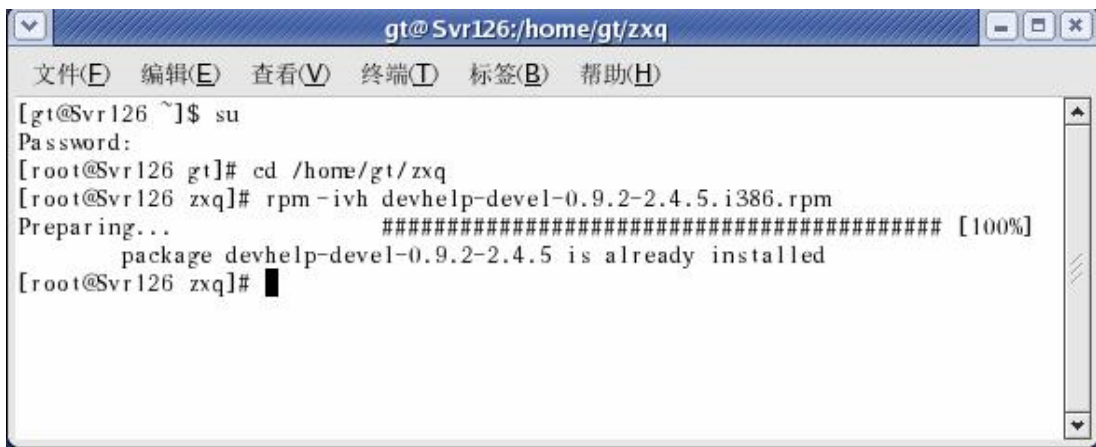 gt@Svr126:/home/gt/zxq
文件(F) 编辑(E) 查看(V) 终端(T) 标签(B) 帮助(H)
[gt@Svr126 ~]$ su
Password:
[root@Svr126 gt]# cd /home/gt/zxq
[root@Svr126 zxq]# rpm -ivh devhelp-devel-0.9.2-2.4.5.i386.rpm
Preparing... ########################################### [100%]
package devhelp-devel-0.9.2-2.4.5 is already installed
[root@Svr126 zxq]#